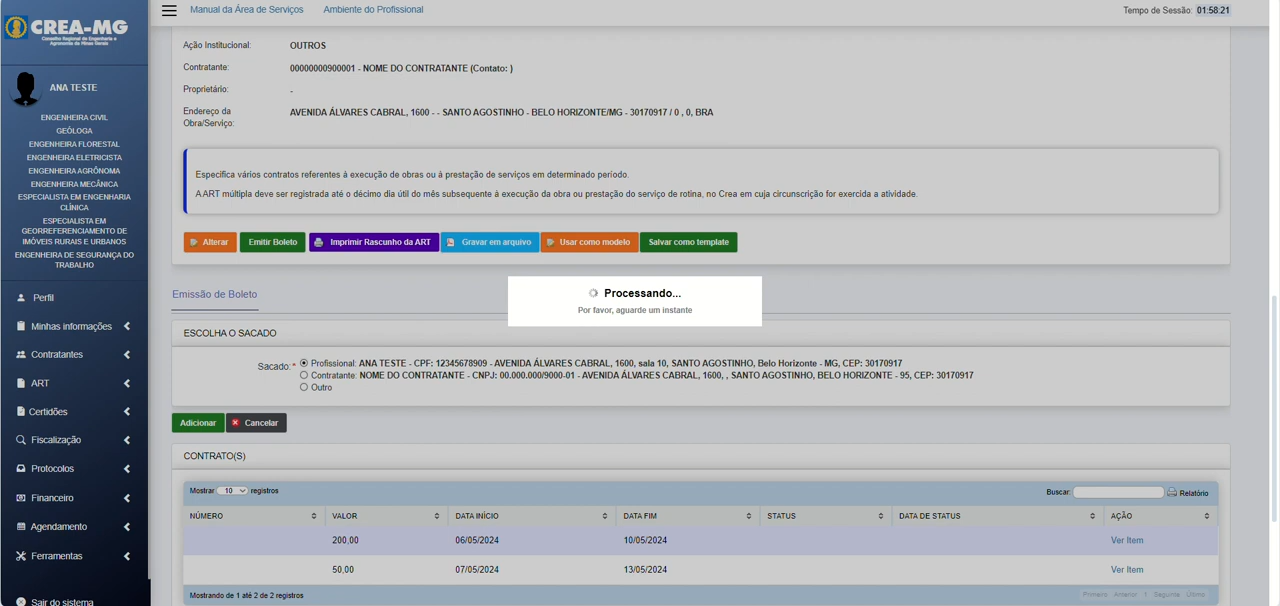 Manual da Área de Serviços Ambiente do Profissional Tempo de Sessão: 01:58:21
CREA-MG
Conselho Regional de Engenharia e
Agronomia de Minas Gerais
ANA TESTE
ENGENHEIRA CIVIL
GEÓLOGA
ENGENHEIRA FLORESTAL
ENGENHEIRA ELETRICISTA
ENGENHEIRA AGRÔNOMA
ENGENHEIRA MECÂNICA
ESPECIALISTA EM ENGENHARIA
CLÍNICA
ESPECIALISTA EM
GEORREFERENCIAMENTO DE
IMÓVEIS RURAIS E URBANOS
ENGENHEIRA DE SEGURANÇA DO
TRABALHO
Perfil
Minhas informações
Contratantes
ART
Certidões
Fiscalização
Protocolos
Financeiro
Agendamento
Ferramentas
Sair do sistema
Ação Institucional: OUTROS
Contratante: 00000000900001 - NOME DO CONTRATANTE (Contato: )
Proprietário: -
Endereço da
Obra/Serviço: AVENIDA ÁLVARES CABRAL, 1600 - - SANTO AGOSTINHO - BELO HORIZONTE/MG - 30170917 / 0 , 0, BRA
Especifica vários contratos referentes à execução de obras ou à prestação de serviços em determinado período.
A ART múltipla deve ser registrada até o décimo dia útil do mês subsequente à execução da obra ou prestação do serviço de rotina, no Crea em cuja circunscrição for exercida a atividade.
Alterar Emitir Boleto Imprimir Rascunho da ART Gravar em arquivo Usar como modelo Salvar como template
Processando...
Por favor, aguarde um instante
Emissão de Boleto
ESCOLHA O SACADO
Sacado: * Profissional: ANA TESTE - CPF: 12345678909 - AVENIDA ÁLVARES CABRAL, 1600, sala 10, SANTO AGOSTINHO, Belo Horizonte - MG, CEP: 30170917
Contratante: NOME DO CONTRATANTE - CNPJ: 00.000.000/9000-01 - AVENIDA ÁLVARES CABRAL, 1600, , SANTO AGOSTINHO, BELO HORIZONTE - 95, CEP: 30170917
Outro
Adicionar Cancelar
CONTRATO(S)
Mostrar 10 registros Buscar: Relatório
NÚMERO VALOR DATA INÍCIO DATA FIM STATUS DATA DE STATUS AÇÃO
200,00 06/05/2024 10/05/2024 Ver Item
50,00 07/05/2024 13/05/2024 Ver Item
Mostrando de 1 até 2 de 2 registros Primeiro Anterior 1 Seguinte Último